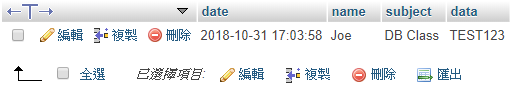 date name subject data
編輯 複製 刪除 2018-10-31 17:03:58 Joe DB Class TEST123
全選 已選擇項目: 編輯 複製 刪除 匯出